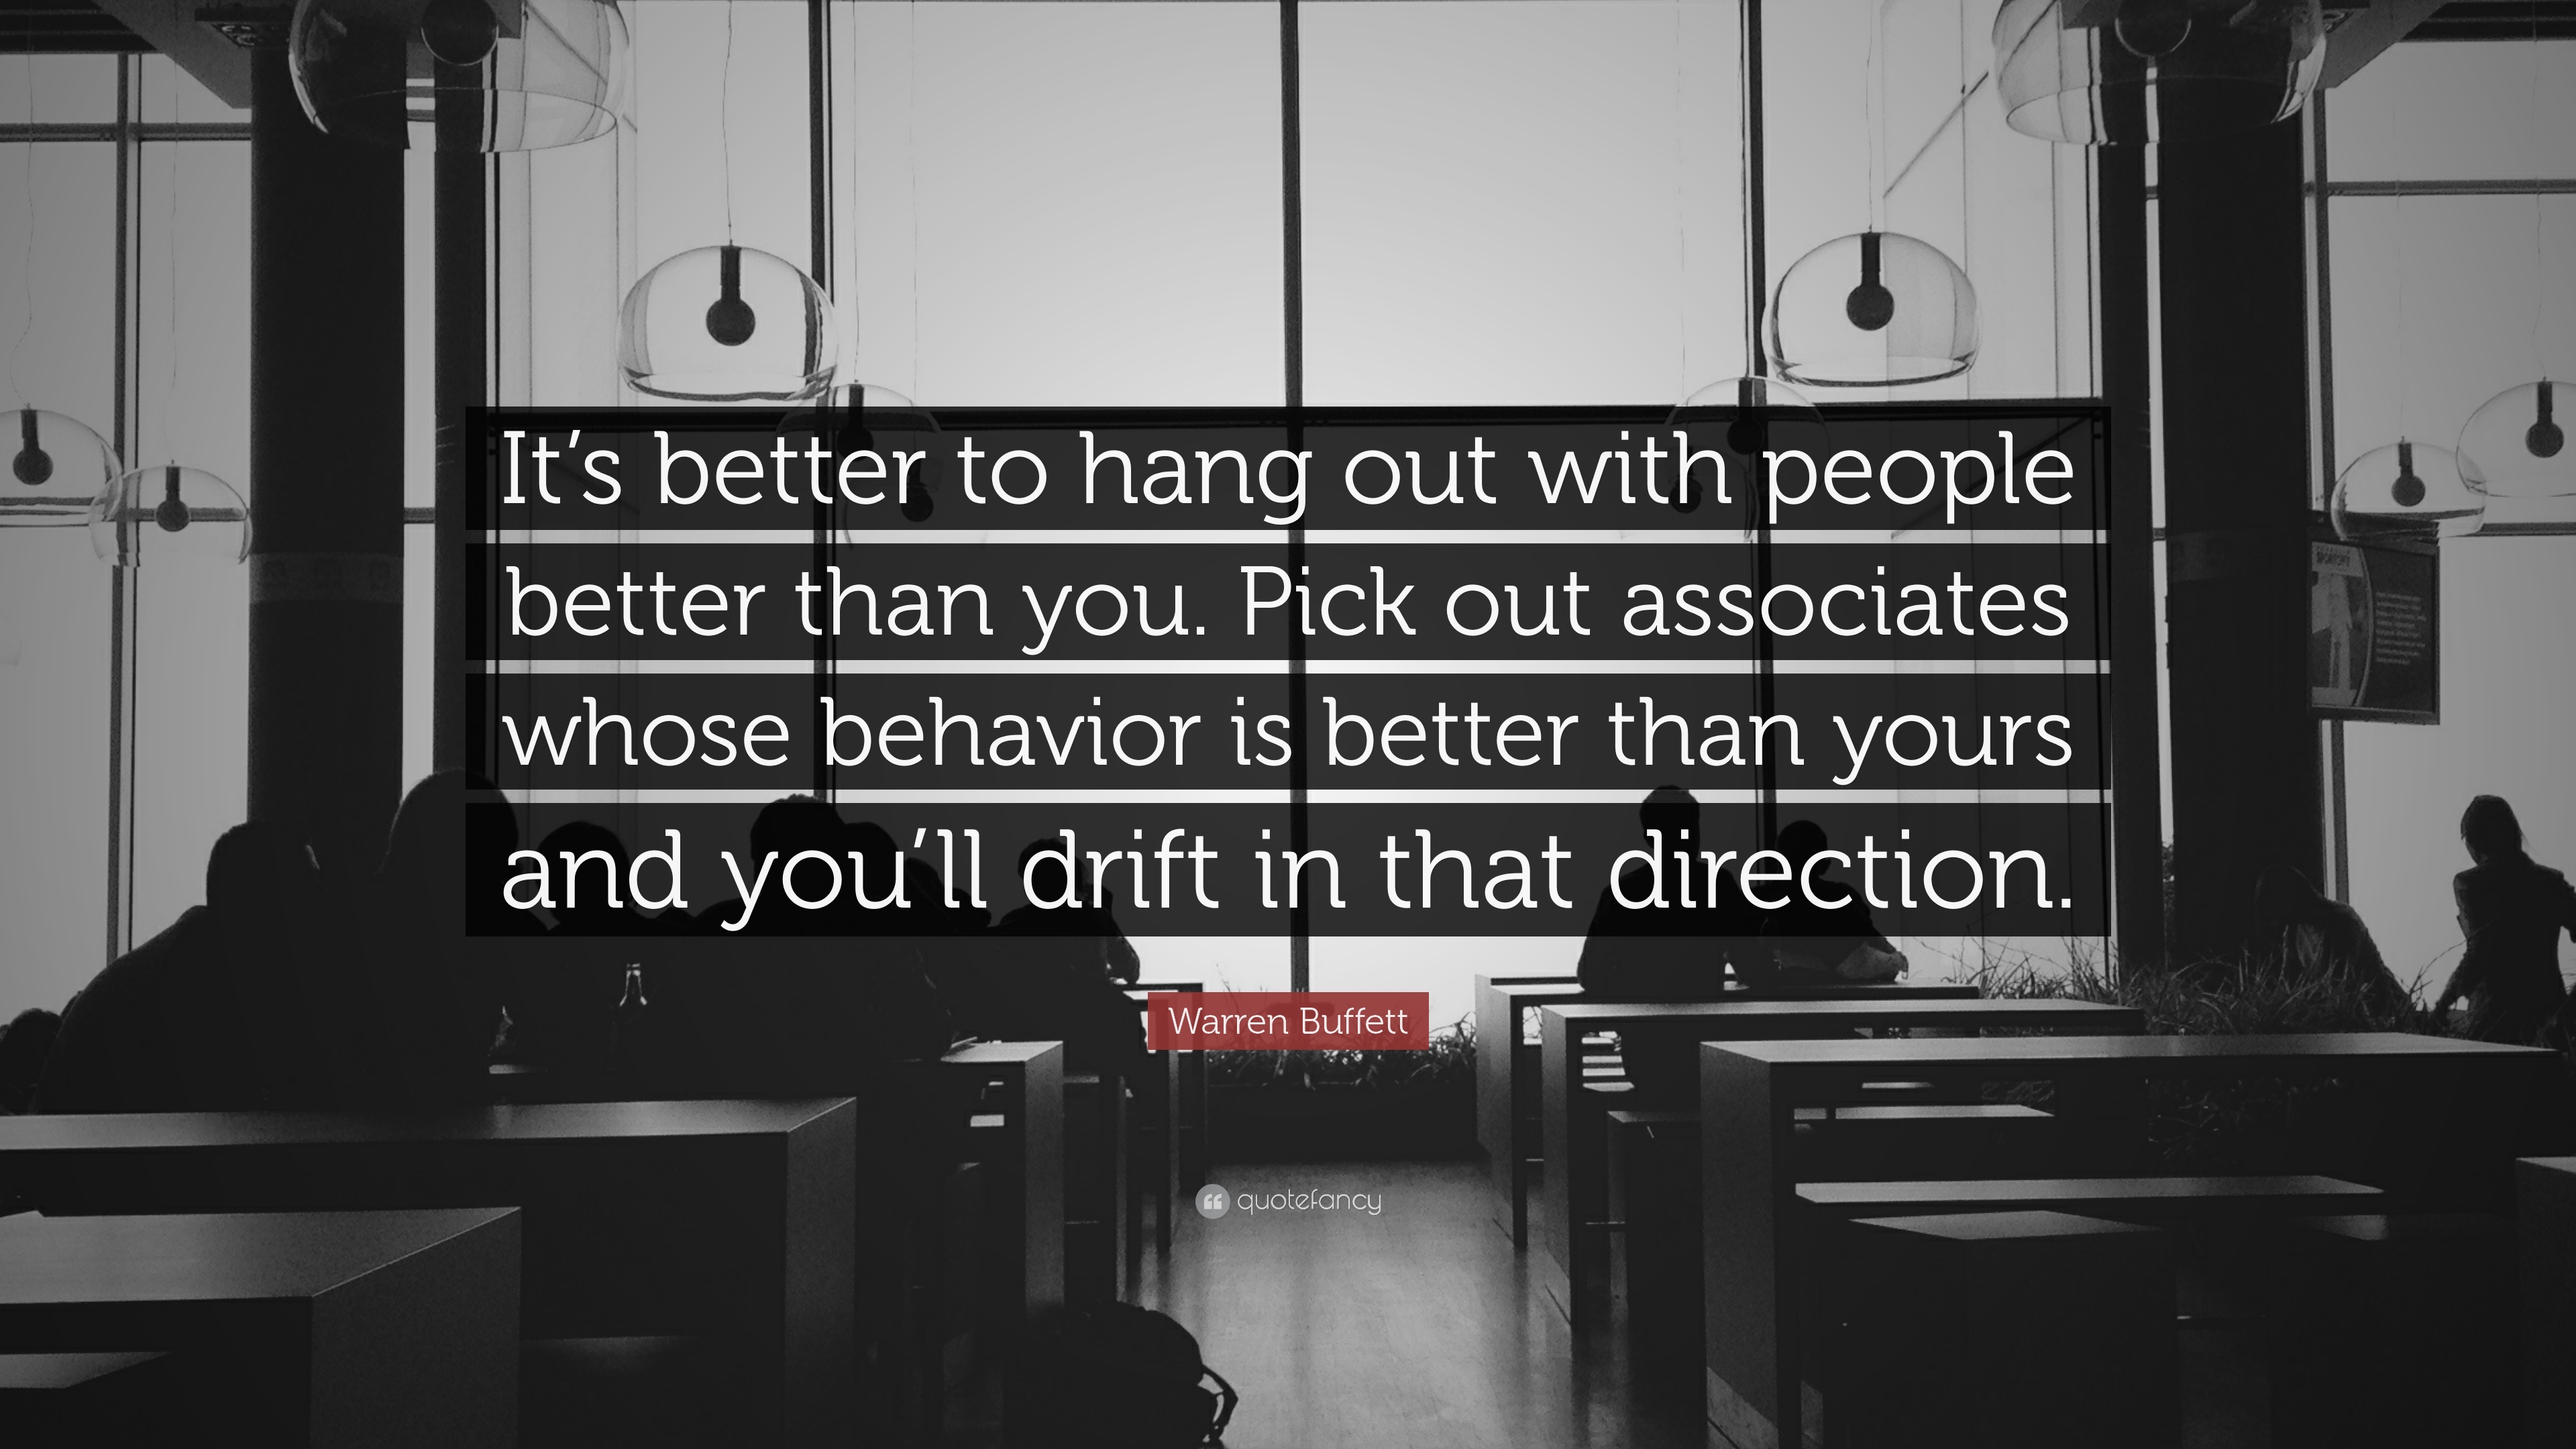 It’s better to hang out with people
better than you. Pick out associates
whose behavior is better than yours
and you’ll drift in that direction.
Warren Buffett
quotefancy